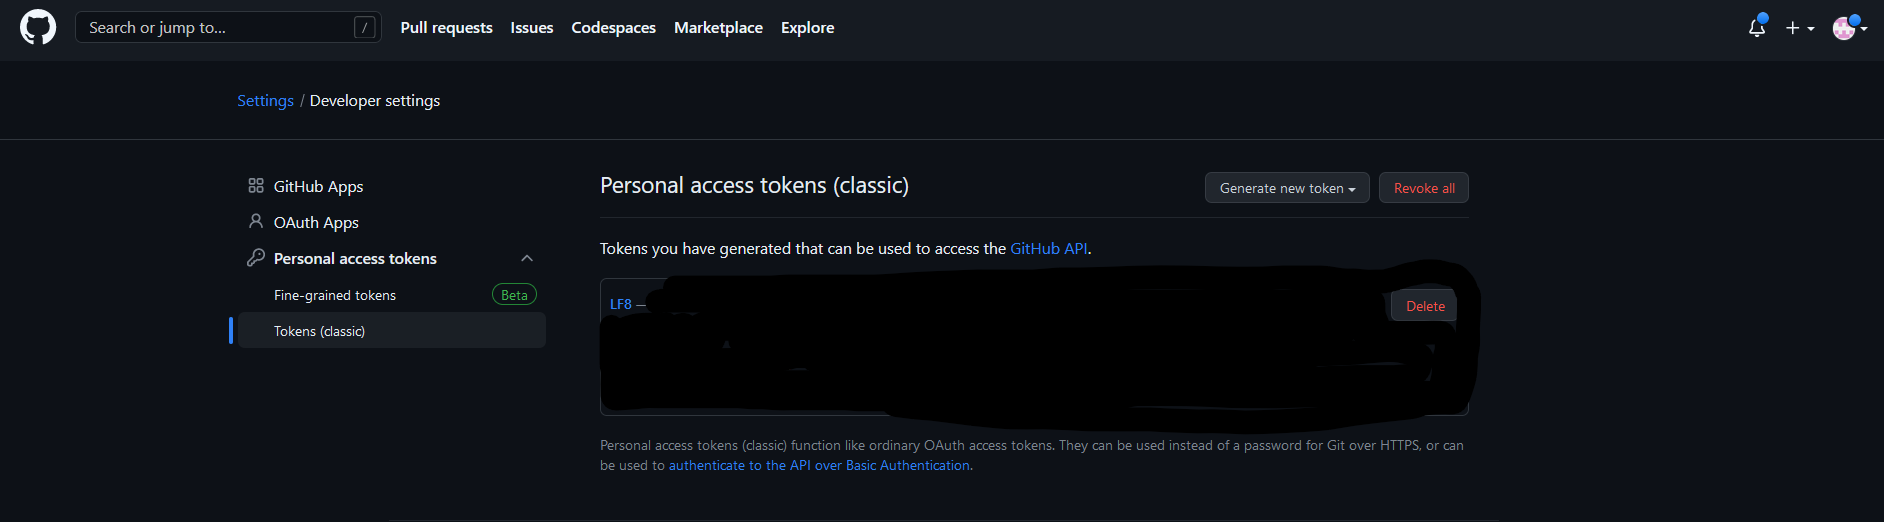 Search or jump to... /
Pull requests Issues Codespaces Marketplace Explore
Settings / Developer settings
GitHub Apps
OAuth Apps
Personal access tokens
Fine-grained tokens Beta
Tokens (classic)
Personal access tokens (classic)
Generate new token
Revoke all
Tokens you have generated that can be used to access the GitHub API.
LF8 —
Delete
Personal access tokens (classic) function like ordinary OAuth access tokens. They can be used instead of a password for Git over HTTPS, or can
be used to authenticate to the API over Basic Authentication.